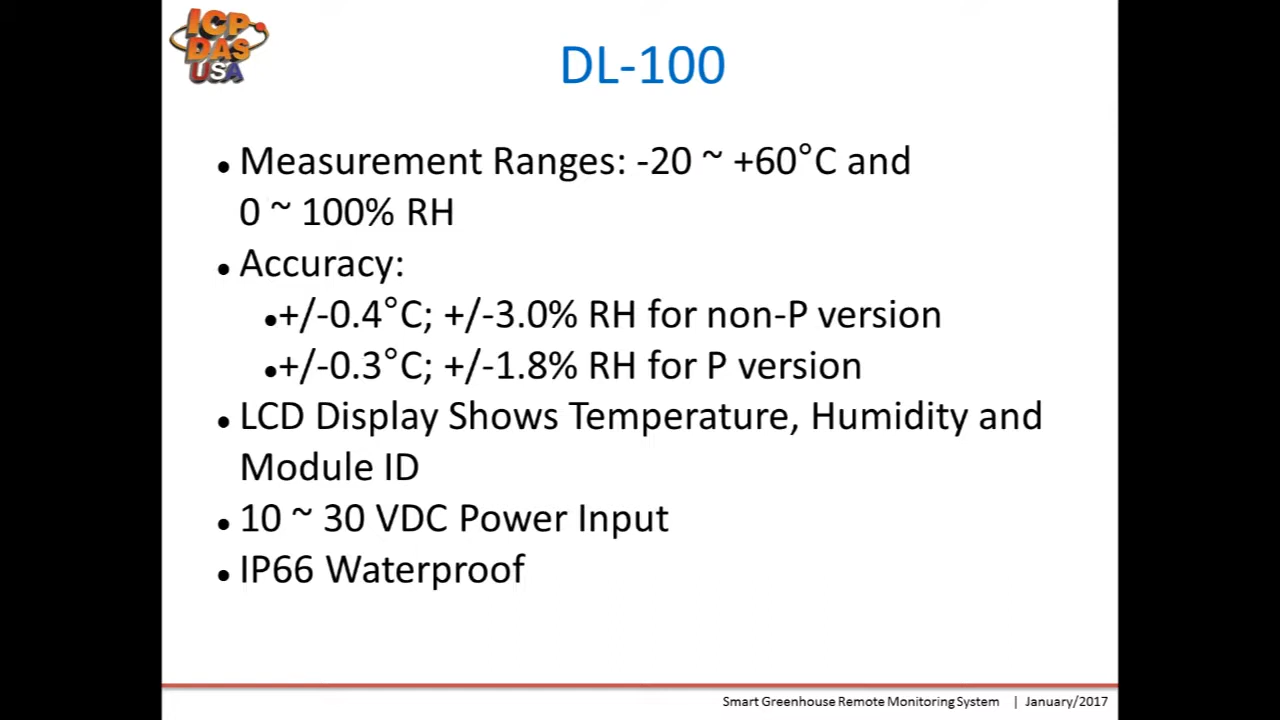 ICP
DAS
USA
DL-100
• Measurement Ranges: -20 ~ +60°C and
0 ~ 100% RH
• Accuracy:
• +/-0.4°C; +/-3.0% RH for non-P version
• +/-0.3°C; +/-1.8% RH for P version
• LCD Display Shows Temperature, Humidity and
Module ID
• 10 ~ 30 VDC Power Input
• IP66 Waterproof
Smart Greenhouse Remote Monitoring System | January/2017